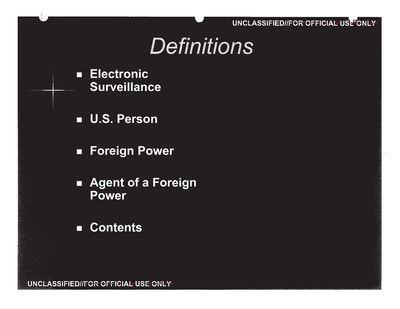 UNCLASSIFIED//FOR OFFICIAL USE ONLY
Definitions
Electronic
Surveillance
U.S. Person
Foreign Power
Agent of a Foreign
Power
Contents
UNCLASSIFIED//FOR OFFICIAL USE ONLY